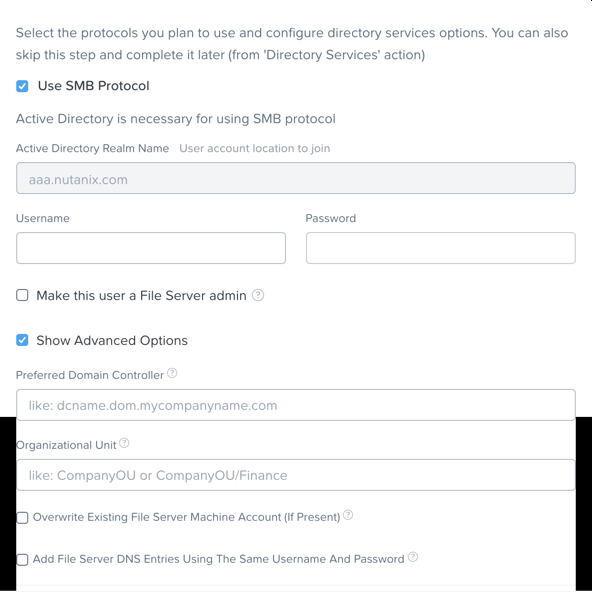 Select the protocols you plan to use and configure directory services options. You can also
skip this step and complete it later (from 'Directory Services' action)
Use SMB Protocol
Active Directory is necessary for using SMB protocol
Active Directory Realm Name User account location to join
aaa.nutanix.com
Username Password
Make this user a File Server admin ?
Show Advanced Options
Preferred Domain Controller ?
like: dcname.dom.mycompanyname.com
Organizational Unit ?
like: CompanyOU or CompanyOU/Finance
Overwrite Existing File Server Machine Account (If Present) ?
Add File Server DNS Entries Using The Same Username And Password ?